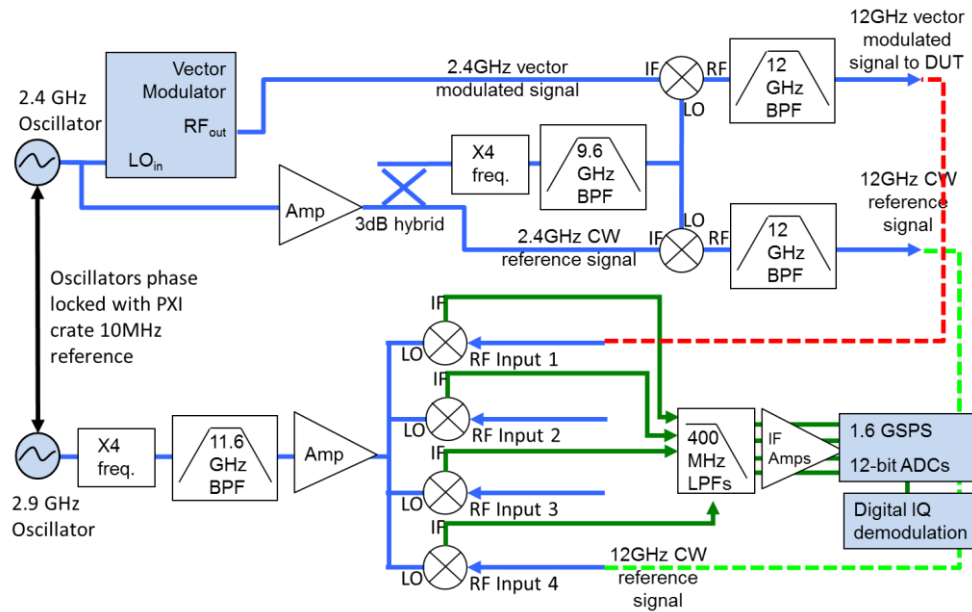 12GHz vector
modulated
signal to DUT
Vector
Modulator
RFout
LOin
2.4 GHz
Oscillator
2.4GHz vector
modulated signal
IF
RF
LO
12
GHz
BPF
X4
freq.
9.6
GHz
BPF
Amp
3dB hybrid
2.4GHz CW
reference signal
LO
IF
RF
12
GHz
BPF
12GHz CW
reference
signal
Oscillators phase
locked with PXI
crate 10MHz
reference
IF
LO
RF Input 1
IF
LO
RF Input 2
IF
LO
RF Input 3
IF
LO
RF Input 4
X4
freq.
11.6
GHz
BPF
Amp
2.9 GHz
Oscillator
400
MHz
LPFs
IF
Amps
1.6 GSPS
12-bit ADCs
Digital IQ
demodulation
12GHz CW
reference
signal